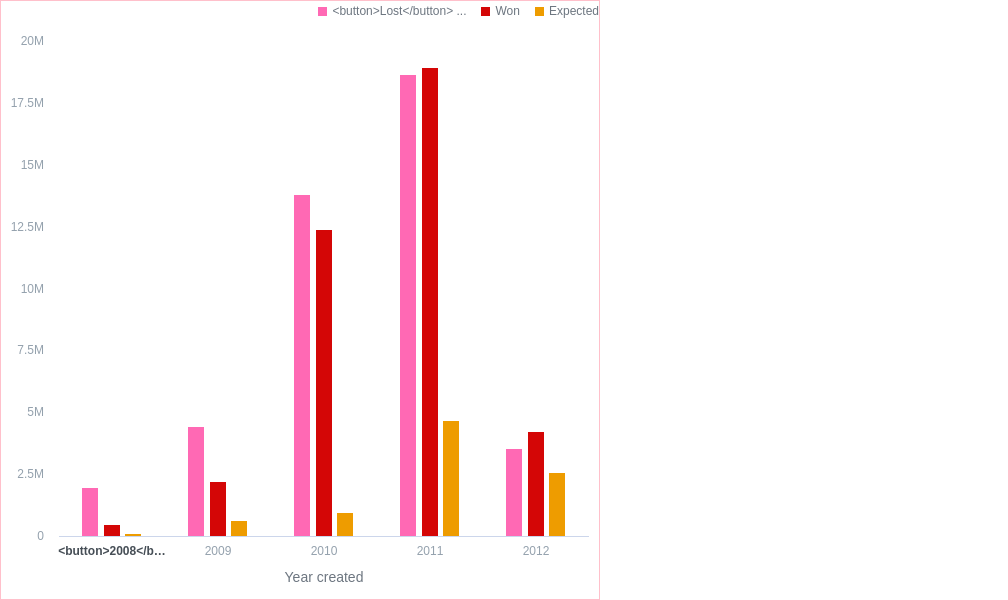 <button>Lost</button> ... Won Expected
20M
17.5M
15M
12.5M
10M
7.5M
5M
2.5M
0
<button>2008</b... 2009 2010 2011 2012
Year created